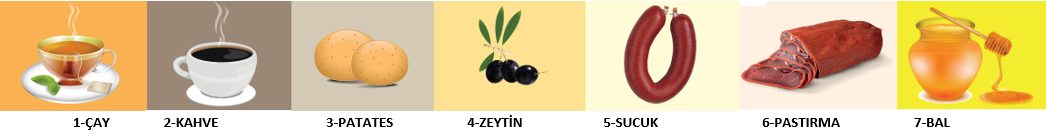 1-ÇAY 2-KAHVE 3-PATATES 4-ZEYTİN 5-SUCUK 6-PASTIRMA 7-BAL